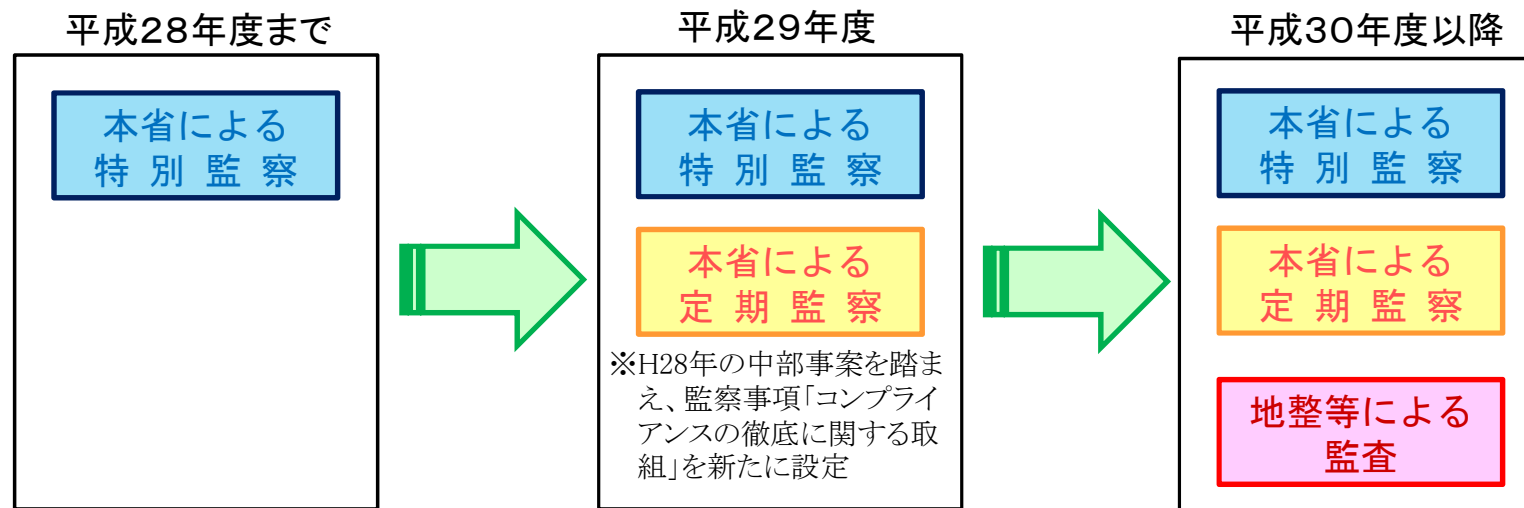 平成28年度まで
本省による
特別監察
平成29年度
本省による
特別監察
本省による
定期監察
※H28年の中部事案を踏ま
え、監察事項「コンプライ
アンスの徹底に関する取
組」を新たに設定
平成30年度以降
本省による
特別監察
本省による
定期監察
地整等による
監査